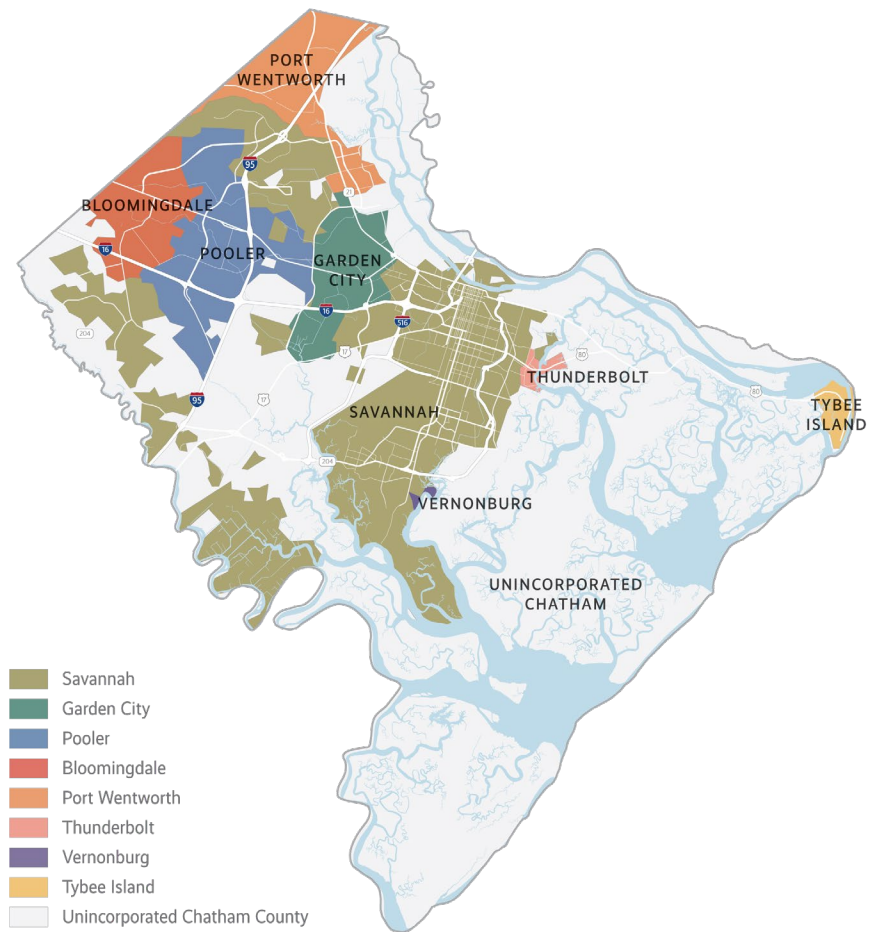 PORT
WENTWORTH
95
21
BLOOMINGDALE
16
POOLER
GARDEN
CITY
16
516
204
17
80
THUNDERBOLT
80
95
17
SAVANNAH
TYBEE
ISLAND
204
VERNONBURG
UNINCORPORATED
CHATHAM
Savannah
Garden City
Pooler
Bloomingdale
Port Wentworth
Thunderbolt
Vernonburg
Tybee Island
Unincorporated Chatham County